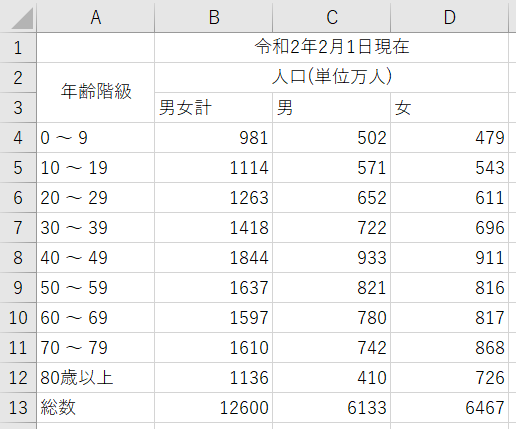 A B C D
1 令和2年2月1日現在
2 人口(単位万人)
年齢階級
3 男女計 男 女
4 0 ～ 9 981 502 479
5 10 ～ 19 1114 571 543
6 20 ～ 29 1263 652 611
7 30 ～ 39 1418 722 696
8 40 ～ 49 1844 933 911
9 50 ～ 59 1637 821 816
10 60 ～ 69 1597 780 817
11 70 ～ 79 1610 742 868
12 80歳以上 1136 410 726
13 総数 12600 6133 6467